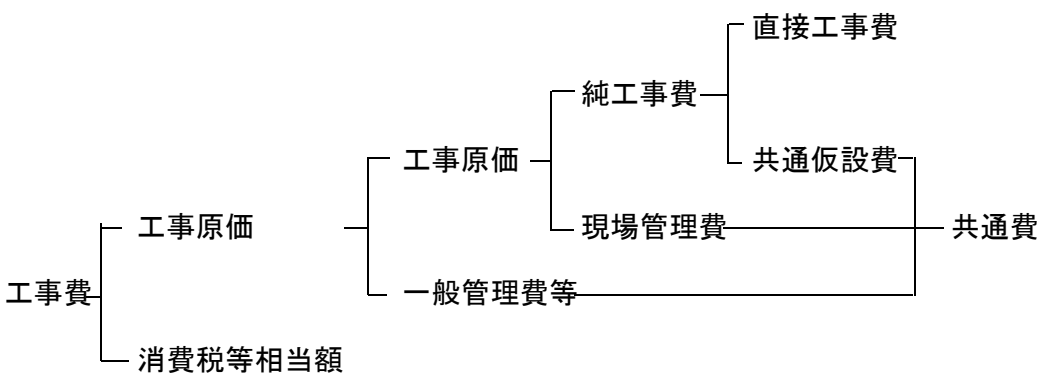 直接工事費
純工事費
工事原価
共通仮設費
工事原価
現場管理費
共通費
工事費
一般管理費等
消費税等相当額